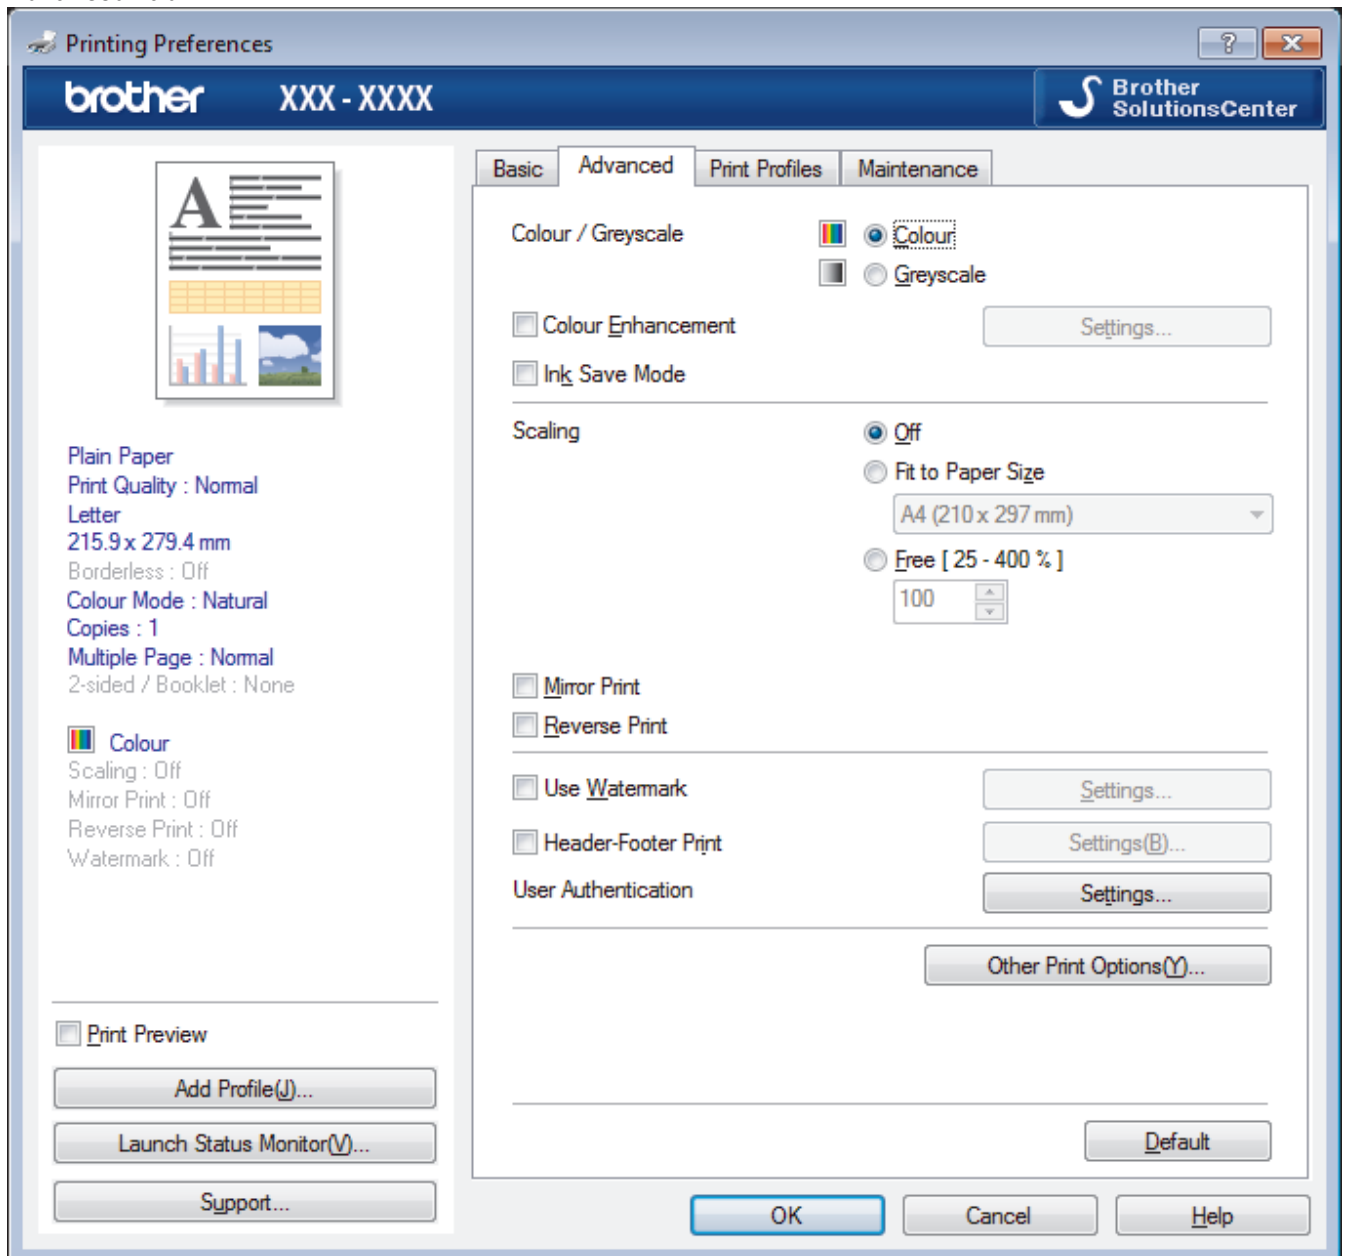 Printing Preferences
brother XXX - XXXX
Brother
SolutionsCenter
A
Plain Paper
Print Quality : Normal
Letter
215.9 x 279.4 mm
Borderless : Off
Colour Mode : Natural
Copies : 1
Multiple Page : Normal
2-sided / Booklet : None
Colour
Scaling : Off
Mirror Print : Off
Reverse Print : Off
Watermark : Off
Print Preview
Add Profile(J)...
Launch Status Monitor(V)...
Support...
Basic Advanced Print Profiles Maintenance
Colour / Greyscale Colour
Greyscale
Colour Enhancement Settings...
Ink Save Mode
Scaling Off
Fit to Paper Size
A4 (210 x 297 mm)
Free [ 25 - 400 % ]
100
Mirror Print
Reverse Print
Use Watermark Settings...
Header-Footer Print Settings(B)...
User Authentication Settings...
Other Print Options(Y)...
Default
OK Cancel Help